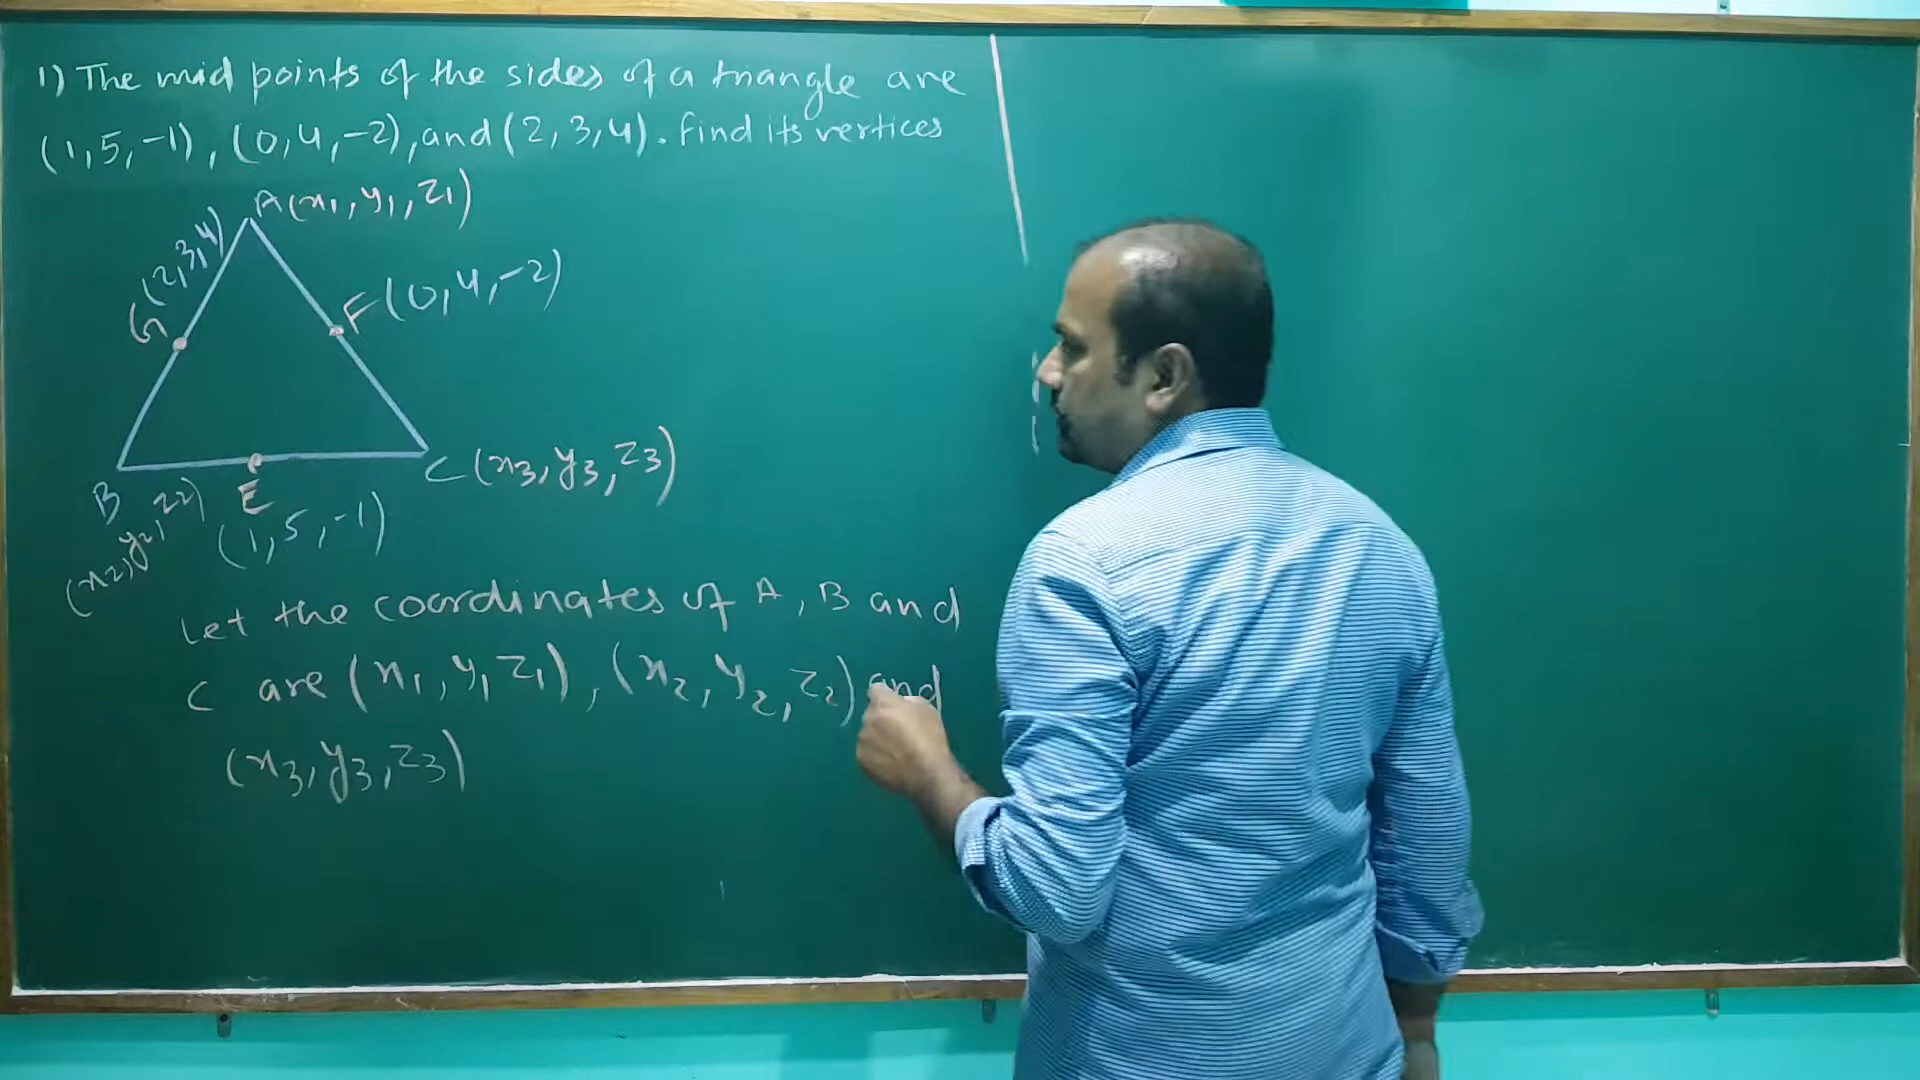 1) The mid points of the sides of a triangle are
(1,5,-1), (0,4,-2), and (2,3,4). Find its vertices
A(x1, y1, z1)
(2,3,4)
G
F(0,4,-2)
C(x3, y3, z3)
B
(x2, y2, z2)
E
(1,5,-1)
Let the coordinates of A, B and
C are (x1, y1 z1), (x2, y2, z2) and
(x3, y3, z3)